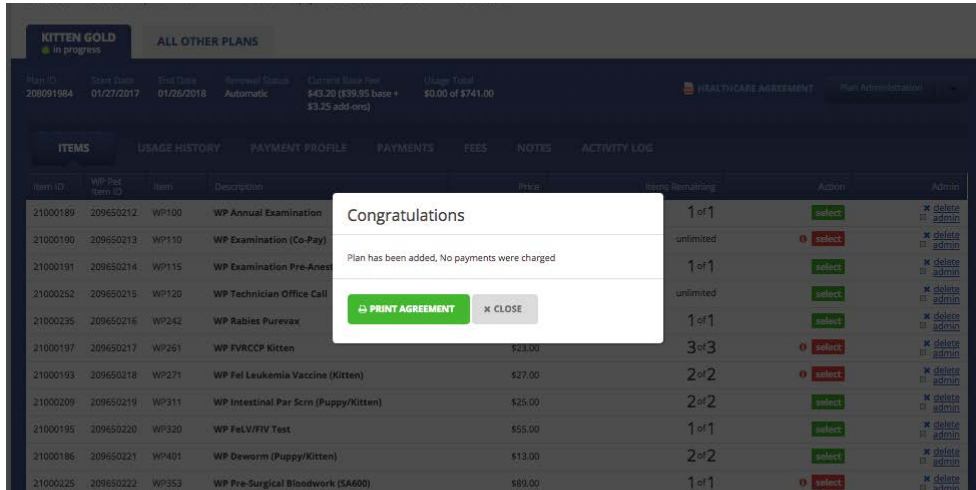 KITTEN GOLD
in progress
ALL OTHER PLANS
Plan ID Start Date End Date Renewal Status Current Base Fee Usage Total
208091984 01/27/2017 01/26/2018 Automatic $43.20 ($39.95 base + $0.00 of $741.00
$3.25 add-ons)
HEALTHCARE AGREEMENT Plan Administration
ITEMS USAGE HISTORY PAYMENT PROFILE PAYMENTS FEES NOTES ACTIVITY LOG
Item ID WP Pet Item ID Item Description Price Items Remaining Action Admin
21000189 209650212 WP100 WP Annual Examination 1 of 1 select delete
admin
21000190 209650213 WP110 WP Examination (Co-Pay) unlimited select delete
admin
21000191 209650214 WP115 WP Examination Pre-Anest 1 of 1 select delete
admin
21000252 209650215 WP120 WP Technician Office Call unlimited select delete
admin
21000235 209650216 WP242 WP Rabies Purevax 1 of 1 select delete
admin
21000197 209650217 WP261 WP FVRCCP Kitten $23.00 3 of 3 select delete
admin
21000193 209650218 WP271 WP Fel Leukemia Vaccine (Kitten) $27.00 2 of 2 select delete
admin
21000209 209650219 WP311 WP Intestinal Par Scrn (Puppy/Kitten) $25.00 2 of 2 select delete
admin
21000195 209650220 WP320 WP FeLV/FIV Test $55.00 1 of 1 select delete
admin
21000186 209650221 WP401 WP Deworm (Puppy/Kitten) $13.00 2 of 2 select delete
admin
21000225 209650222 WP353 WP Pre-Surgical Bloodwork (SA600) $89.00 1 of 1 select delete
admin
Congratulations
Plan has been added, No payments were charged
PRINT AGREEMENT
CLOSE